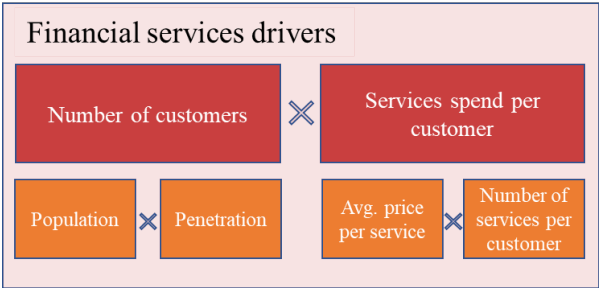 Financial services drivers
Number of customers
Services spend per
customer
Population
Penetration
Avg. price
per service
Number of
services per
customer